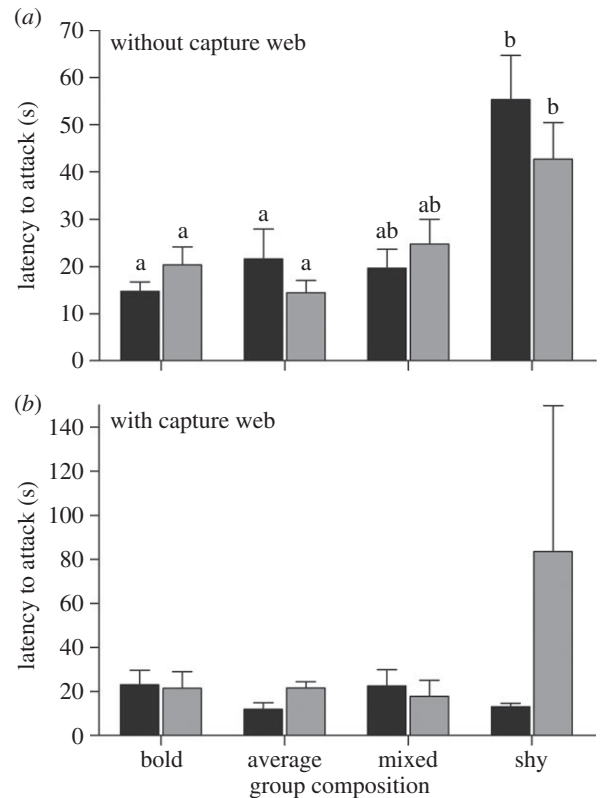 (a)
without capture web
latency to attack (s)
70
60
50
40
30
20
10
0
a a a a ab ab b b
(b)
with capture web
latency to attack (s)
140
120
100
80
60
40
20
0
bold average mixed shy
group composition